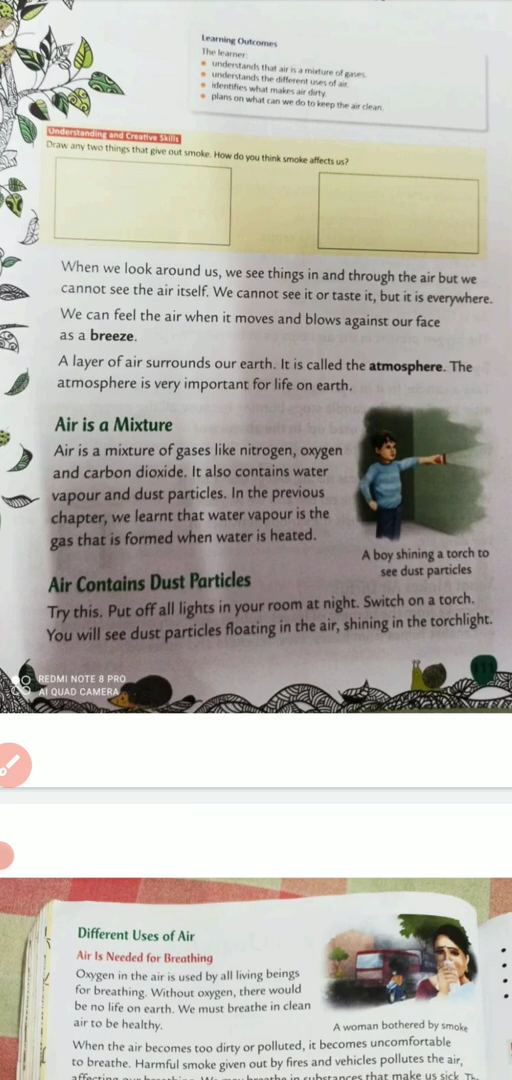 Learning Outcomes
The learner:
understands that air is a mixture of gases.
understands the different uses of air.
identifies what makes air dirty.
plans on what can we do to keep the air clean.
Understanding and Creative Skills
Draw any two things that give out smoke. How do you think smoke affects us?
When we look around us, we see things in and through the air but we
cannot see the air itself. We cannot see it or taste it, but it is everywhere.
We can feel the air when it moves and blows against our face
as a breeze.
A layer of air surrounds our earth. It is called the atmosphere. The
atmosphere is very important for life on earth.
Air is a Mixture
Air is a mixture of gases like nitrogen, oxygen
and carbon dioxide. It also contains water
vapour and dust particles. In the previous
chapter, we learnt that water vapour is the
gas that is formed when water is heated.
A boy shining a torch to
see dust particles
Air Contains Dust Particles
Try this. Put off all lights in your room at night. Switch on a torch.
You will see dust particles floating in the air, shining in the torchlight.
111
REDMI NOTE 8 PRO
AI QUAD CAMERA
Different Uses of Air
Air Is Needed for Breathing
Oxygen in the air is used by all living beings
for breathing. Without oxygen, there would
be no life on earth. We must breathe in clean
air to be healthy.
A woman bothered by smoke
When the air becomes too dirty or polluted, it becomes uncomfortable
to breathe. Harmful smoke given out by fires and vehicles pollutes the air,
affecting our breathing. We may breathe in substances that make us sick.